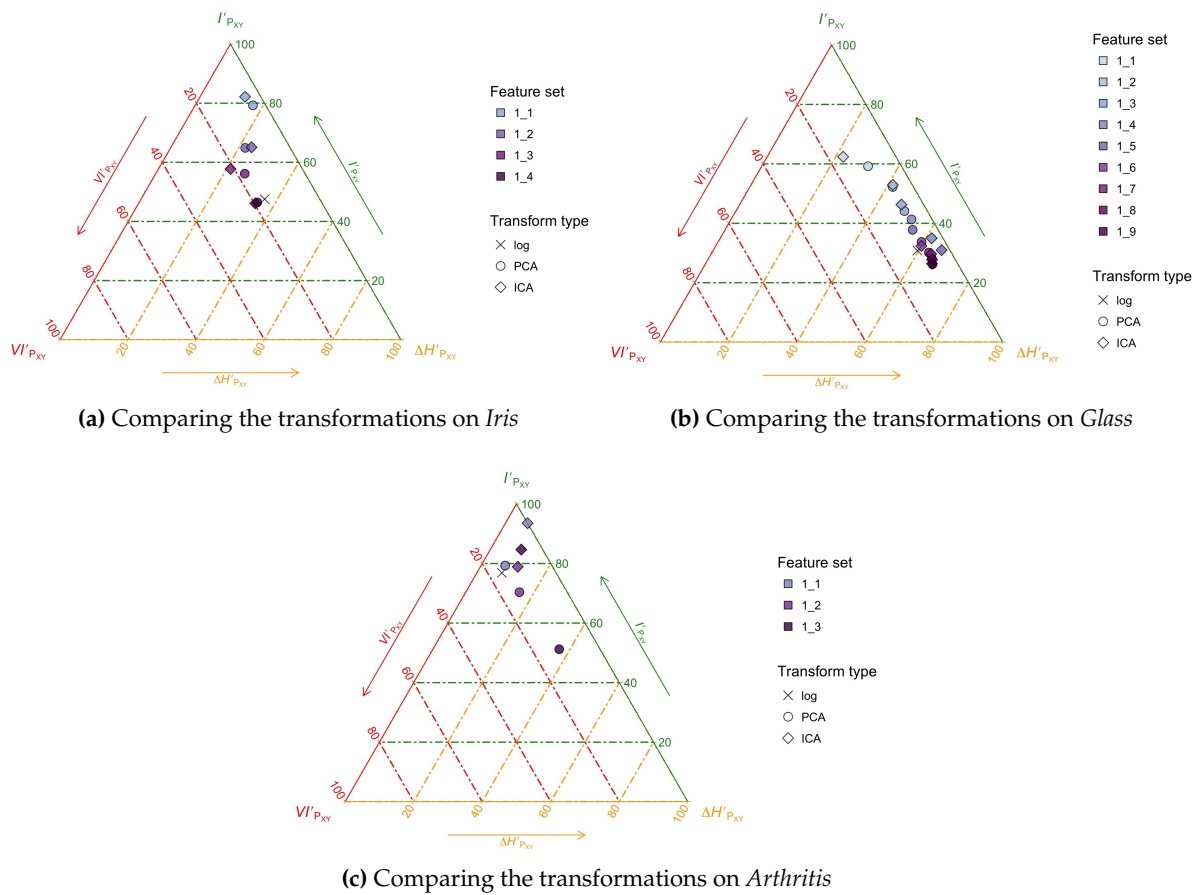 I'PXY
100
80
60
40
20
20
40
60
80
100
VI'PXY
I'PXY
VI'PXY
20
40
60
80
100
ΔH'PXY
ΔH'PXY
Feature set
1_1
1_2
1_3
1_4
Transform type
log
PCA
ICA
(a) Comparing the transformations on Iris
I'PXY
100
80
60
40
20
20
40
60
80
100
VI'PXY
I'PXY
VI'PXY
20
40
60
80
100
ΔH'PXY
ΔH'PXY
Feature set
1_1
1_2
1_3
1_4
1_5
1_6
1_7
1_8
1_9
Transform type
log
PCA
ICA
(b) Comparing the transformations on Glass
I'PXY
100
80
60
40
20
20
40
60
80
100
VI'PXY
I'PXY
VI'PXY
20
40
60
80
100
ΔH'PXY
ΔH'PXY
Feature set
1_1
1_2
1_3
Transform type
log
PCA
ICA
(c) Comparing the transformations on Arthritis